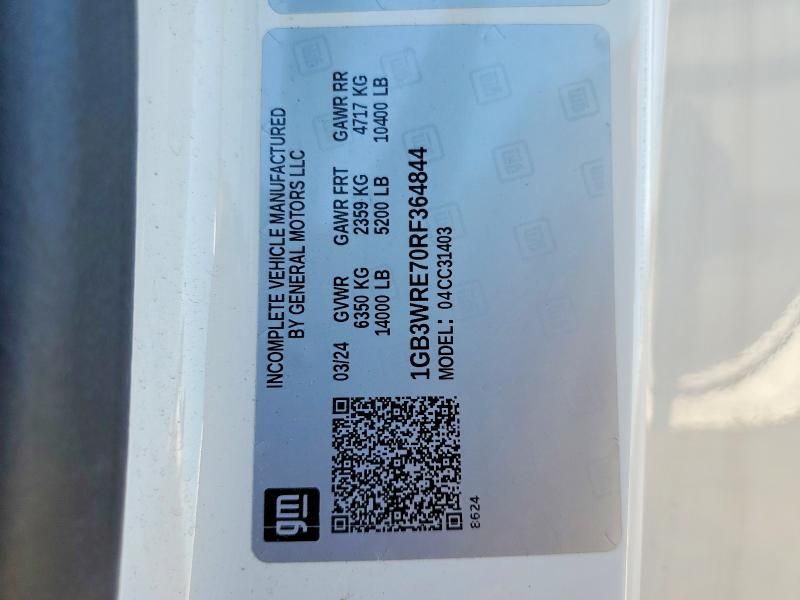 INCOMPLETE VEHICLE MANUFACTURED
BY GENERAL MOTORS LLC
03/24 GVWR GAWR FRT GAWR RR
6350 KG 2359 KG 4717 KG
14000 LB 5200 LB 10400 LB
1GB3WRE70RF364844
MODEL: 04CC31403
gm
8624